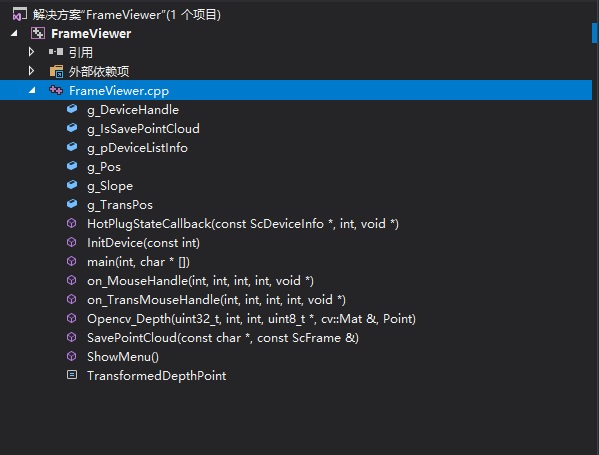 解决方案"FrameViewer"(1 个项目)
FrameViewer
引用
外部依赖项
FrameViewer.cpp
g_DeviceHandle
g_IsSavePointCloud
g_pDeviceListInfo
g_Pos
g_Slope
g_TransPos
HotPlugStateCallback(const ScDeviceInfo *, int, void *)
InitDevice(const int)
main(int, char * [])
on_MouseHandle(int, int, int, int, void *)
on_TransMouseHandle(int, int, int, int, void *)
Opencv_Depth(uint32_t, int, int, uint8_t *, cv::Mat &, Point)
SavePointCloud(const char *, const ScFrame &)
ShowMenu()
TransformedDepthPoint